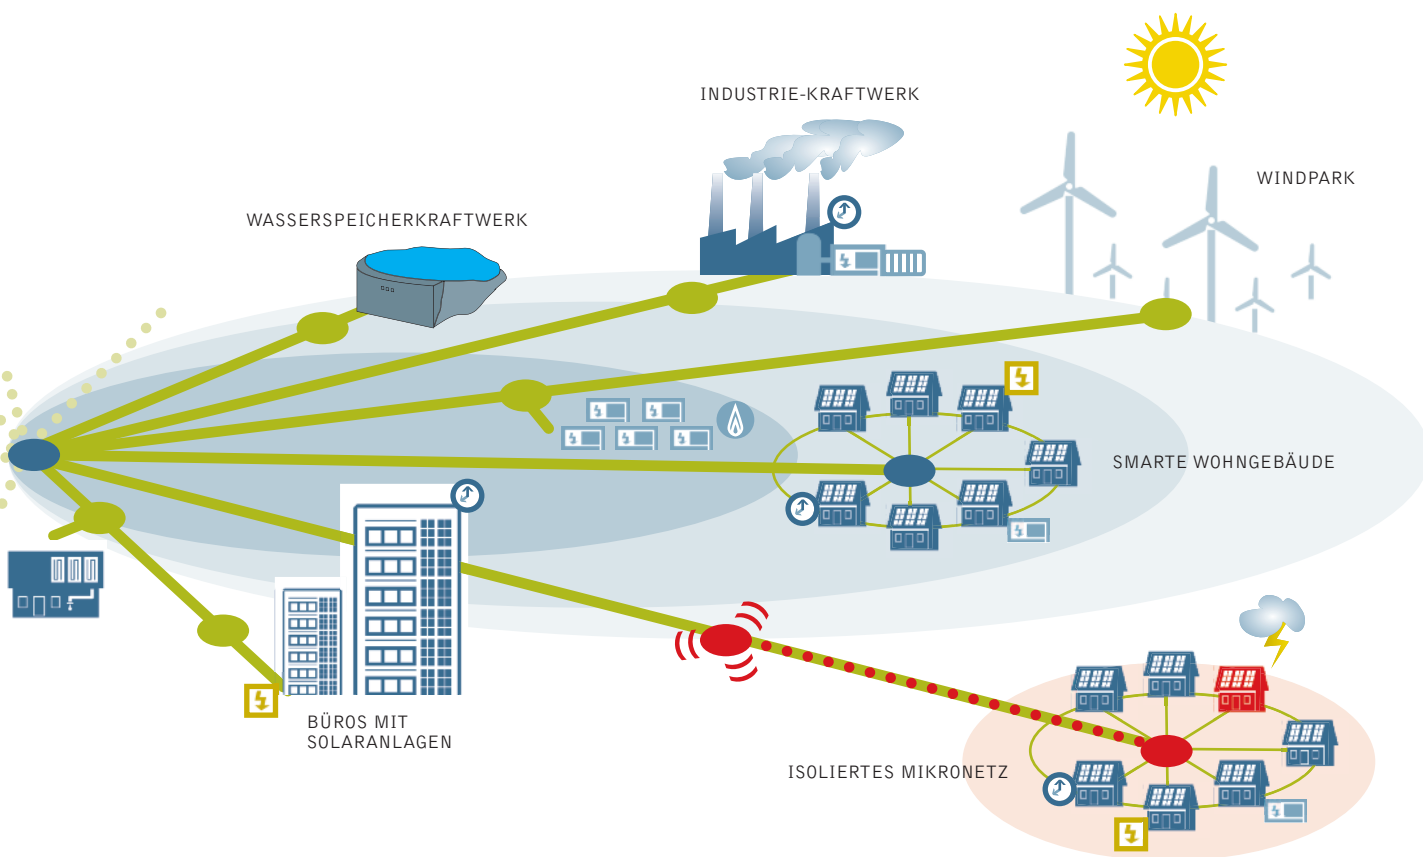 INDUSTRIE-KRAFTWERK
WINDPARK
WASSERSPEICHERKRAFTWERK
SMARTE WOHNGEBÄUDE
BÜROS MIT
SOLARANLAGEN
ISOLIERTES MIKRONETZ